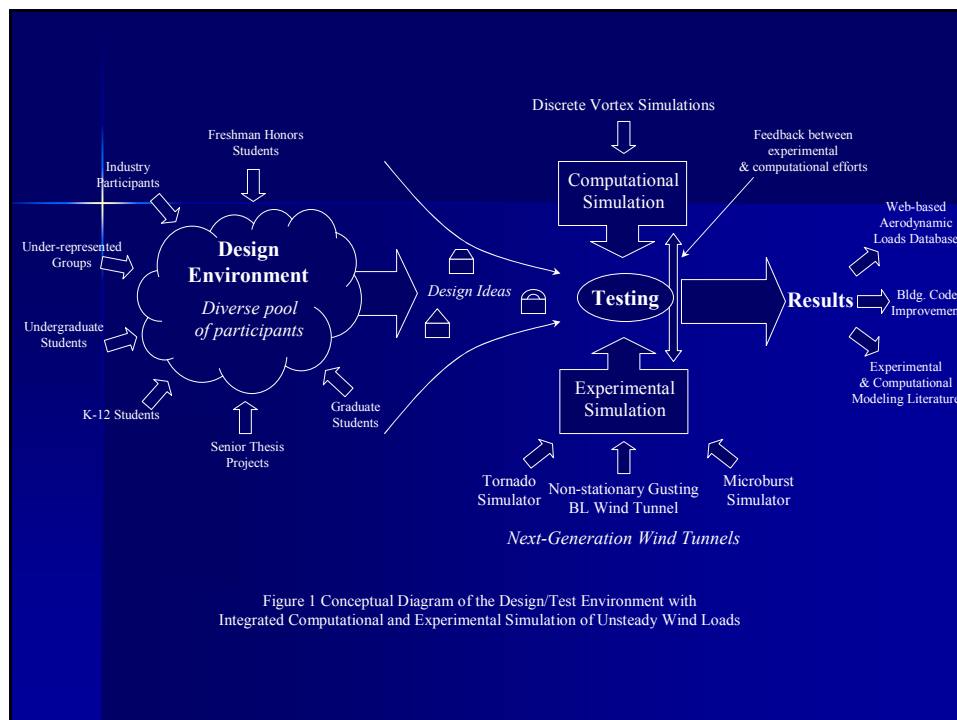 Discrete Vortex Simulations
Freshman Honors
Students
Feedback between
experimental
& computational efforts
Industry
Participants
Computational
Simulation
Web-based
Aerodynamic
Loads Database
Under-represented
Groups
Design
Environment
Diverse pool
of participants
Design Ideas
Testing
Results
Bldg. Code
Improvement
Undergraduate
Students
Experimental
& Computational
Modeling Literature
K-12 Students
Graduate
Students
Experimental
Simulation
Senior Thesis
Projects
Tornado
Simulator
Non-stationary Gusting
BL Wind Tunnel
Microburst
Simulator
Next-Generation Wind Tunnels
Figure 1 Conceptual Diagram of the Design/Test Environment with
Integrated Computational and Experimental Simulation of Unsteady Wind Loads